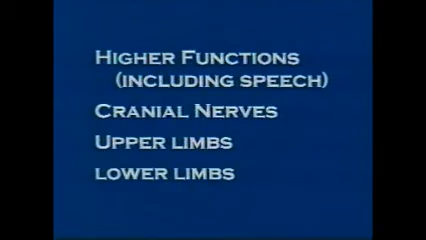 Higher Functions
(including speech)
Cranial Nerves
Upper limbs
lower limbs